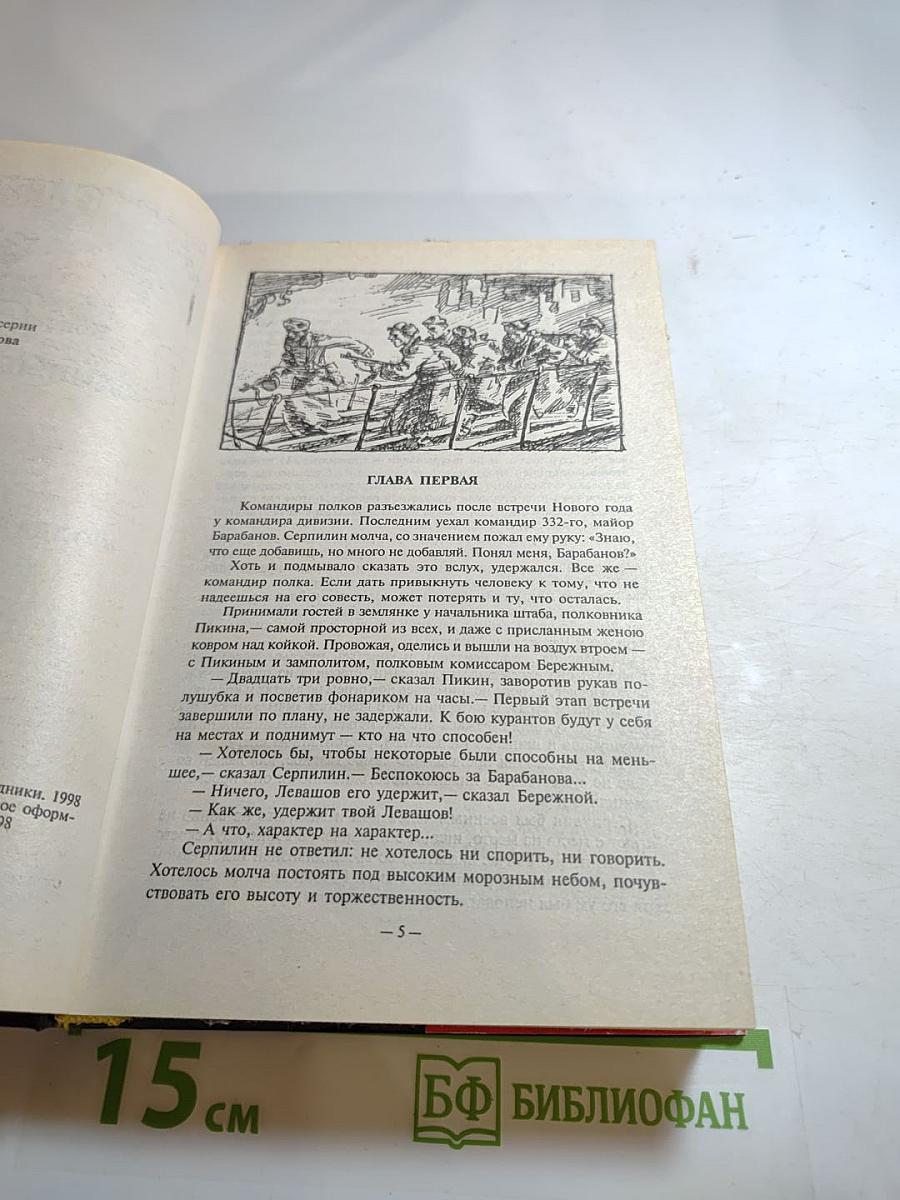 серии
ова
дники. 1998
ое оформ-
98
ГЛАВА ПЕРВАЯ
Командиры полков разъезжались после встречи Нового года
у командира дивизии. Последним уехал командир 332-го, майор
Барабанов. Серпилин молча, со значением пожал ему руку: «Знаю,
что еще добавишь, но много не добавляй. Понял меня, Барабанов?»
Хоть и подмывало сказать это вслух, удержался. Все же —
командир полка. Если дать привыкнуть человеку к тому, что не
надеешься на его совесть, может потерять и ту, что осталась.
Принимали гостей в землянке у начальника штаба, полковника
Пикина,— самой просторной из всех, и даже с присланным женою
ковром над койкой. Провожая, оделись и вышли на воздух втроем —
с Пикиным и замполитом, полковым комиссаром Бережным.
— Двадцать три ровно,— сказал Пикин, заворотив рукав по-
лушубка и посветив фонариком на часы.— Первый этап встречи
завершили по плану, не задержали. К бою курантов будут у себя
на местах и поднимут — кто на что способен!
— Хотелось бы, чтобы некоторые были способны на мень-
шее,— сказал Серпилин.— Беспокоюсь за Барабанова...
— Ничего, Левашов его удержит,— сказал Бережной.
— Как же, удержит твой Левашов!
— А что, характер на характер...
Серпилин не ответил: не хотелось ни спорить, ни говорить.
Хотелось молча постоять под высоким морозным небом, почув-
ствовать его высоту и торжественность.
— 5 —
15 см
БФ БИБЛИОФАН